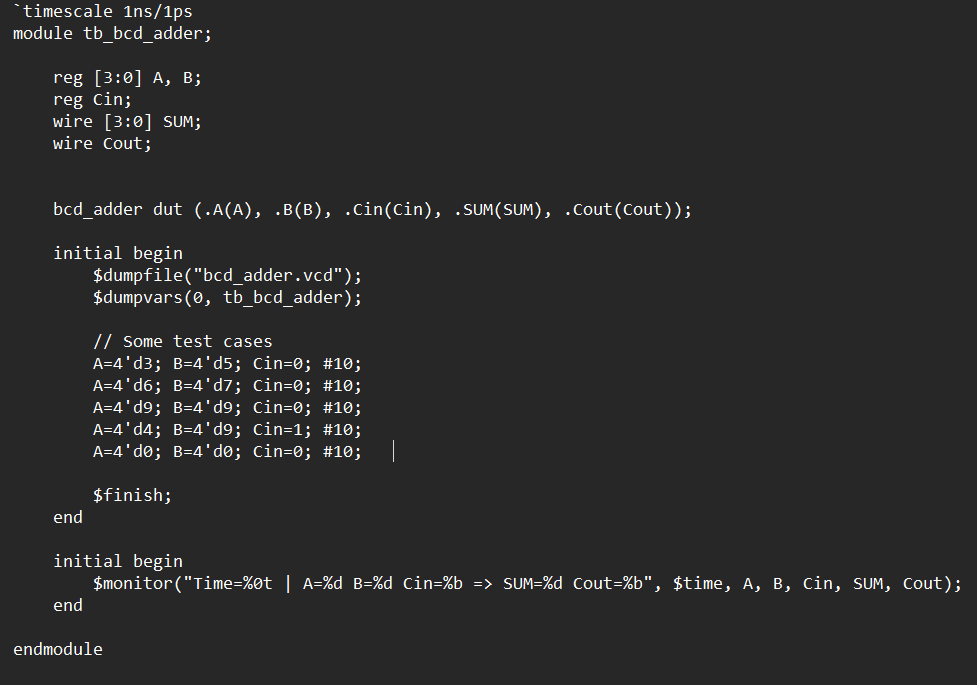 `timescale 1ns/1ps
module tb_bcd_adder;
reg [3:0] A, B;
reg Cin;
wire [3:0] SUM;
wire Cout;
bcd_adder dut (.A(A), .B(B), .Cin(Cin), .SUM(SUM), .Cout(Cout));
initial begin
$dumpfile("bcd_adder.vcd");
$dumpvars(0, tb_bcd_adder);
// Some test cases
A=4'd3; B=4'd5; Cin=0; #10;
A=4'd6; B=4'd7; Cin=0; #10;
A=4'd9; B=4'd9; Cin=0; #10;
A=4'd4; B=4'd9; Cin=1; #10;
A=4'd0; B=4'd0; Cin=0; #10;
$finish;
end
initial begin
$monitor("Time=%0t | A=%d B=%d Cin=%b => SUM=%d Cout=%b", $time, A, B, Cin, SUM, Cout);
end
endmodule